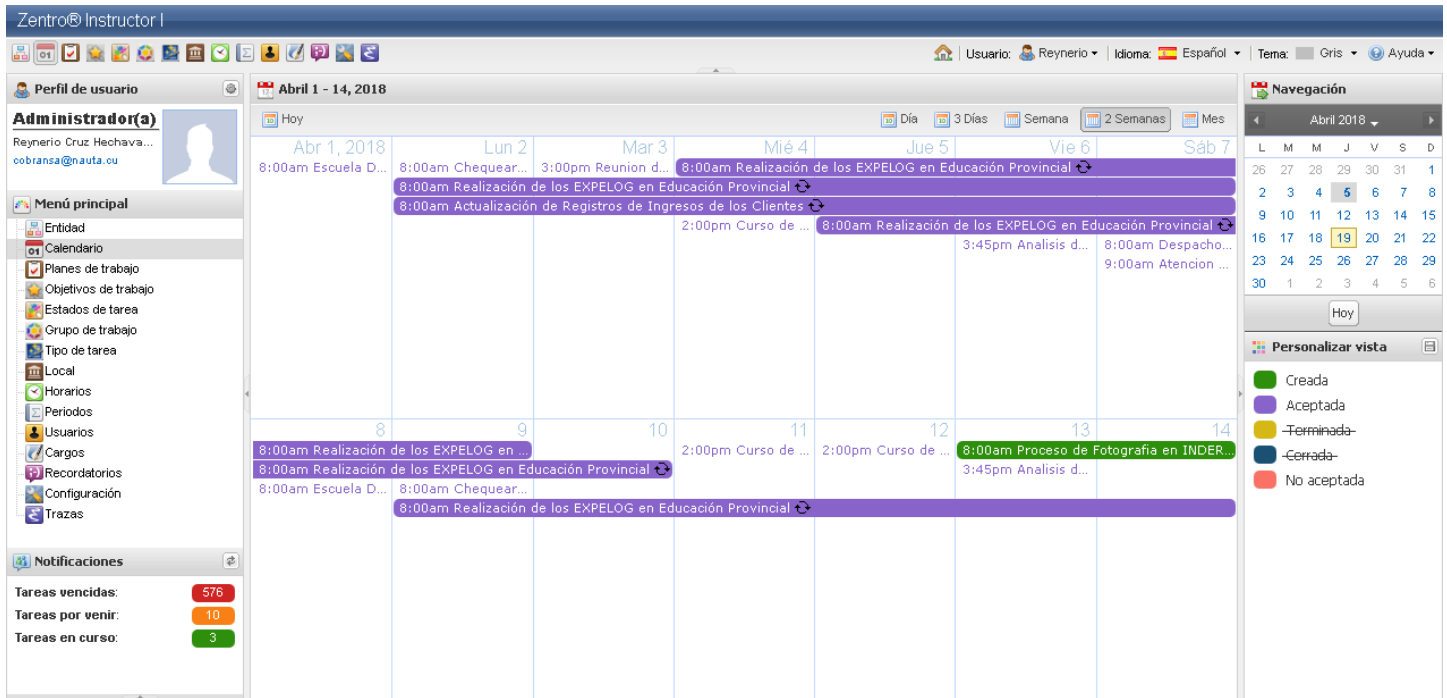 Zentro® Instructor I
Usuario: Reynerio
Idioma: Español
Tema: Gris
Ayuda
Perfil de usuario
Administrador(a)
Reynerio Cruz Hechava...
cobransa@nauta.cu
Menú principal
Entidad
Calendario
Planes de trabajo
Objetivos de trabajo
Estados de tarea
Grupo de trabajo
Tipo de tarea
Local
Horarios
Periodos
Usuarios
Cargos
Recordatorios
Configuración
Trazas
Notificaciones
Tareas vencidas: 576
Tareas por venir: 10
Tareas en curso: 3
Abril 1 - 14, 2018
Hoy Día 3 Días Semana 2 Semanas Mes
Abr 1, 2018 Lun 2 Mar 3 Mié 4 Jue 5 Vie 6 Sáb 7
8:00am Escuela D... 8:00am Chequear... 3:00pm Reunion d... 8:00am Realización de los EXPELOG en Educación Provincial
8:00am Realización de los EXPELOG en Educación Provincial
8:00am Actualización de Registros de Ingresos de los Clientes
2:00pm Curso de ... 8:00am Realización de los EXPELOG en Educación Provincial
3:45pm Analisis d... 8:00am Despacho...
9:00am Atencion ...
8 9 10 11 12 13 14
8:00am Realización de los EXPELOG en ... 2:00pm Curso de ... 2:00pm Curso de ... 8:00am Proceso de Fotografia en INDER...
8:00am Realización de los EXPELOG en Educación Provincial 3:45pm Analisis d...
8:00am Escuela D... 8:00am Chequear...
8:00am Realización de los EXPELOG en Educación Provincial
Navegación
Abril 2018
L M M J V S D
26 27 28 29 30 31 1
2 3 4 5 6 7 8
9 10 11 12 13 14 15
16 17 18 19 20 21 22
23 24 25 26 27 28 29
30 1 2 3 4 5 6
Hoy
Personalizar vista
Creada
Aceptada
Terminada
Cerrada
No aceptada